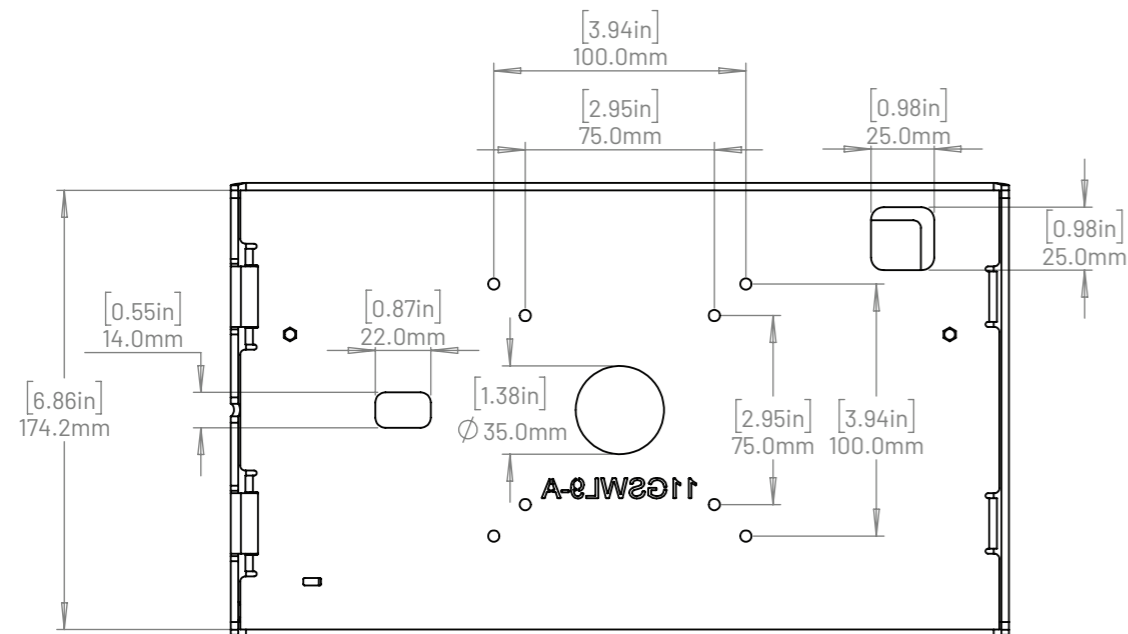 [3.94in]
100.0mm
[2.95in]
75.0mm
[0.98in]
25.0mm
[0.98in]
25.0mm
[0.55in]
14.0mm
[0.87in]
22.0mm
[6.86in]
174.2mm
[1.38in]
Ø 35.0mm
[2.95in]
75.0mm
[3.94in]
100.0mm
11GSWL9-A